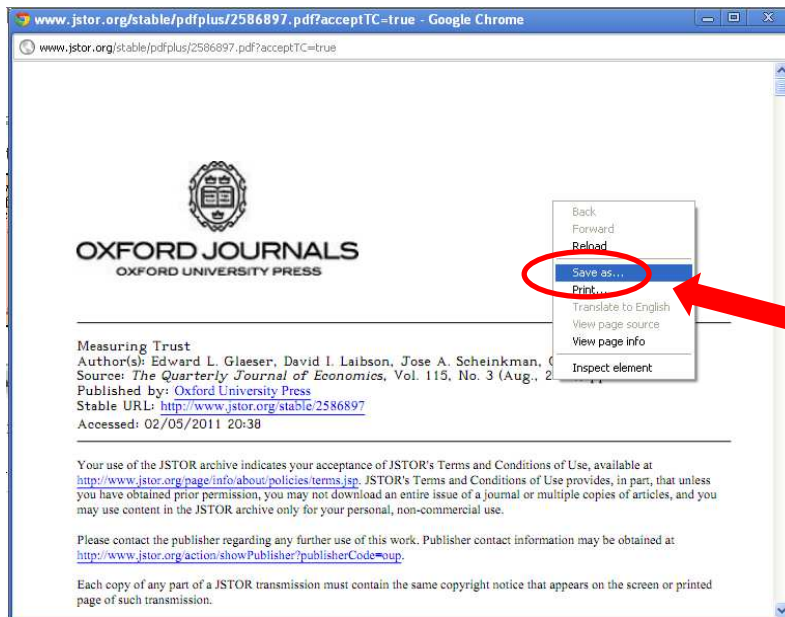 www.jstor.org/stable/pdfplus/2586897.pdf?acceptTC=true - Google Chrome
www.jstor.org/stable/pdfplus/2586897.pdf?acceptTC=true
OXFORD JOURNALS
OXFORD UNIVERSITY PRESS
Back
Forward
Reload
Save as...
Print...
Translate to English
View page source
View page info
Inspect element
Measuring Trust
Author(s): Edward L. Glaeser, David I. Laibson, Jose A. Scheinkman,
Source: The Quarterly Journal of Economics, Vol. 115, No. 3 (Aug.,
Published by: Oxford University Press
Stable URL: http://www.jstor.org/stable/2586897
Accessed: 02/05/2011 20:38
Your use of the JSTOR archive indicates your acceptance of JSTOR's Terms and Conditions of Use, available at
http://www.jstor.org/page/info/about/policies/terms.jsp. JSTOR's Terms and Conditions of Use provides, in part, that unless
you have obtained prior permission, you may not download an entire issue of a journal or multiple copies of articles, and you
may use content in the JSTOR archive only for your personal, non-commercial use.
Please contact the publisher regarding any further use of this work. Publisher contact information may be obtained at
http://www.jstor.org/action/showPublisher?publisherCode=oup.
Each copy of any part of a JSTOR transmission must contain the same copyright notice that appears on the screen or printed
page of such transmission.